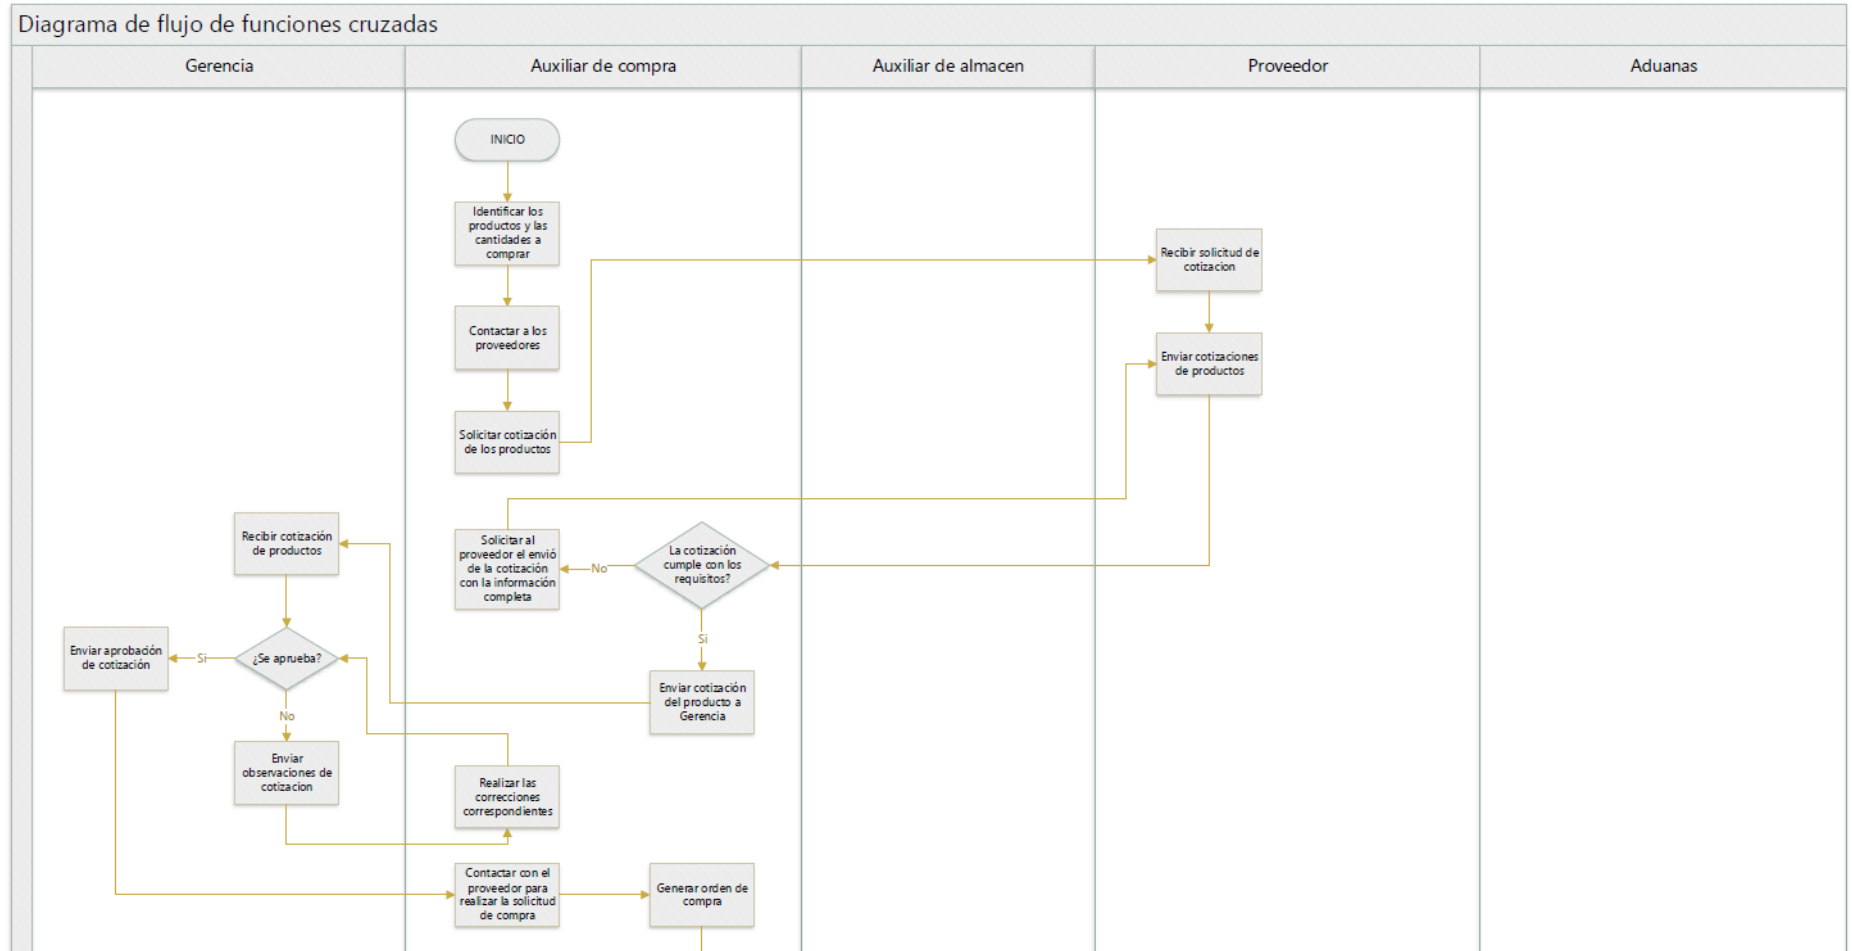 Diagrama de flujo de funciones cruzadas
Gerencia
Auxiliar de compra
Auxiliar de almacen
Proveedor
Aduanas
INICIO
Identificar los
productos y las
cantidades a
comprar
Contactar a los
proveedores
Solicitar cotización
de los productos
Recibir solicitud de
cotizacion
Enviar cotizaciones
de productos
La cotización
cumple con los
requisitos?
No
Solicitar al
proveedor el envió
de la cotización
con la información
completa
Si
Enviar cotización
del producto a
Gerencia
Recibir cotización
de productos
¿Se aprueba?
Si
Enviar aprobación
de cotización
No
Enviar
observaciones de
cotizacion
Realizar las
correcciones
correspondientes
Contactar con el
proveedor para
realizar la solicitud
de compra
Generar orden de
compra